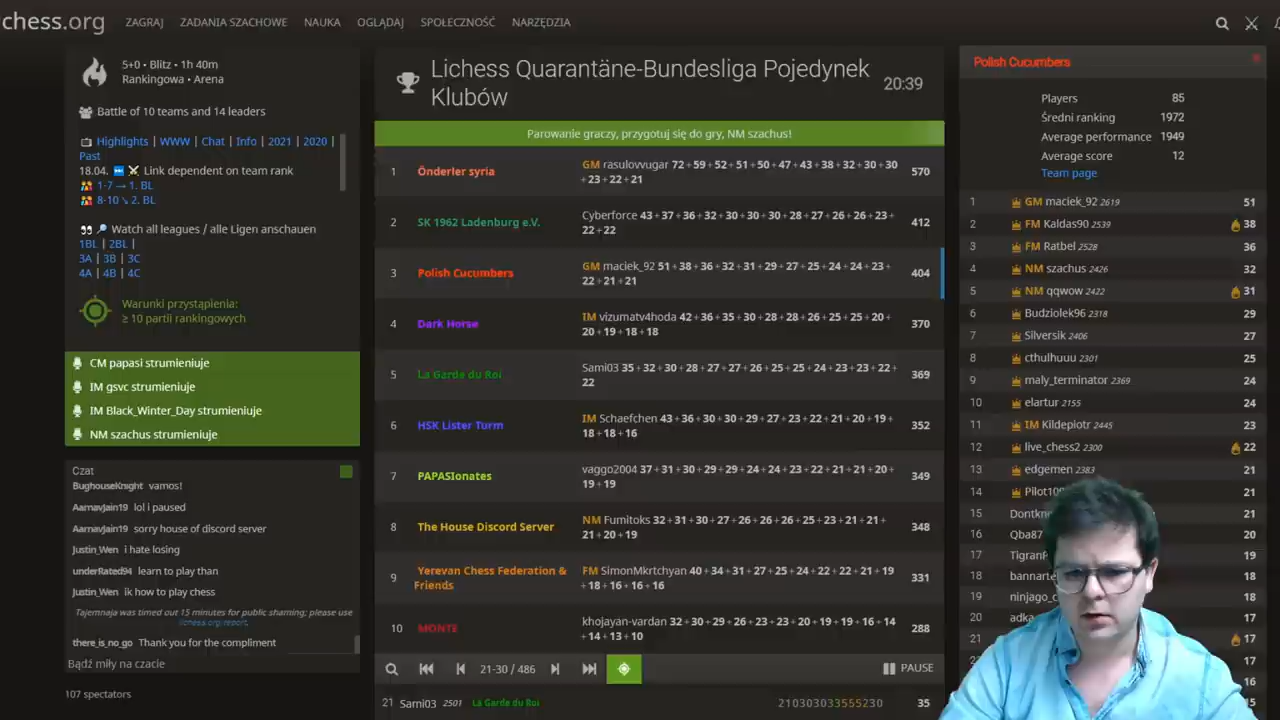 chess.org ZAGRAJ ZADANIA SZACHOWE NAUKA OGLĄDAJ SPOŁECZNOŚĆ NARZĘDZIA
5+0 • Blitz • 1h 40m
Rankingowa • Arena
Battle of 10 teams and 14 leaders
Highlights | WWW | Chat | Info | 2021 | 2020 |
Past
18.04. Link dependent on team rank
1-7 → 1. BL
8-10 ↘ 2. BL
Watch all leagues / alle Ligen anschauen
1BL | 2BL |
3A | 3B | 3C
4A | 4B | 4C
Warunki przystąpienia:
≥ 10 partii rankingowych
CM papasi strumieniuje
IM gsvc strumieniuje
IM Black_Winter_Day strumieniuje
NM szachus strumieniuje
Czat
BughouseKnight vamos!
AarnavJain19 lol i paused
AarnavJain19 sorry house of discord server
Justin_Wen i hate losing
underRated94 learn to play than
Justin_Wen ik how to play chess
Tajemnaja was timed out 15 minutes for public shaming; please use
lichess.org/report.
there_is_no_go Thank you for the compliment
Bądź miły na czacie
107 spectators
Lichess Quarantäne-Bundesliga Pojedynek
Klubów
20:39
Parowanie graczy, przygotuj się do gry, NM szachus!
1 Önderler syria GM rasulovvugar 72+59+52+51+50+47+43+38+32+30+30
+23+22+21 570
2 SK 1962 Ladenburg e.V. Cyberforce 43+37+36+32+30+30+30+28+27+26+26+23+
22+22 412
3 Polish Cucumbers GM maciek_92 51+38+36+32+31+29+27+25+24+24+23+
22+21+21 404
4 Dark Horse IM vizumatv4hoda 42+36+35+30+28+28+26+25+25+20+
20+19+18+18 370
5 La Garde du Roi Sami03 35+32+30+28+27+27+26+25+25+24+23+23+22+
22 369
6 HSK Lister Turm IM Schaefchen 43+36+30+30+29+27+23+22+21+20+19+
18+18+16 352
7 PAPASIonates vaggo2004 37+31+30+29+29+24+24+23+22+21+21+20+
19+19 349
8 The House Discord Server NM Fumitoks 32+31+30+27+26+26+26+25+23+21+21+
21+20+19 348
9 Yerevan Chess Federation &
Friends FM SimonMkrtchyan 40+34+31+27+25+24+22+22+21+19
+18+16+16+16 331
10 MONTE khojayan-vardan 32+30+29+26+23+23+20+19+19+16+14
+14+13+10 288
21-30 / 486 PAUSE
21 Sami03 2501 La Garde du Roi 210303033555230 35
Polish Cucumbers
Players 85
Średni ranking 1972
Average performance 1949
Average score 12
Team page
1 GM maciek_92 2619 51
2 FM Kaldas90 2539 38
3 FM Ratbel 2528 36
4 NM szachus 2426 32
5 NM qqwow 2422 31
6 Budziolek96 2318 29
7 Silversik 2406 27
8 cthulhuuu 2301 25
9 maly_terminator 2369 24
10 elartur 2155 24
11 IM Kildepiotr 2445 23
12 live_chess2 2300 22
13 edgemen 2383 21
14 21
15 21
16 Qba87 20
17 19
18 18
19 18
20 adka 18
21 17
17
16
15